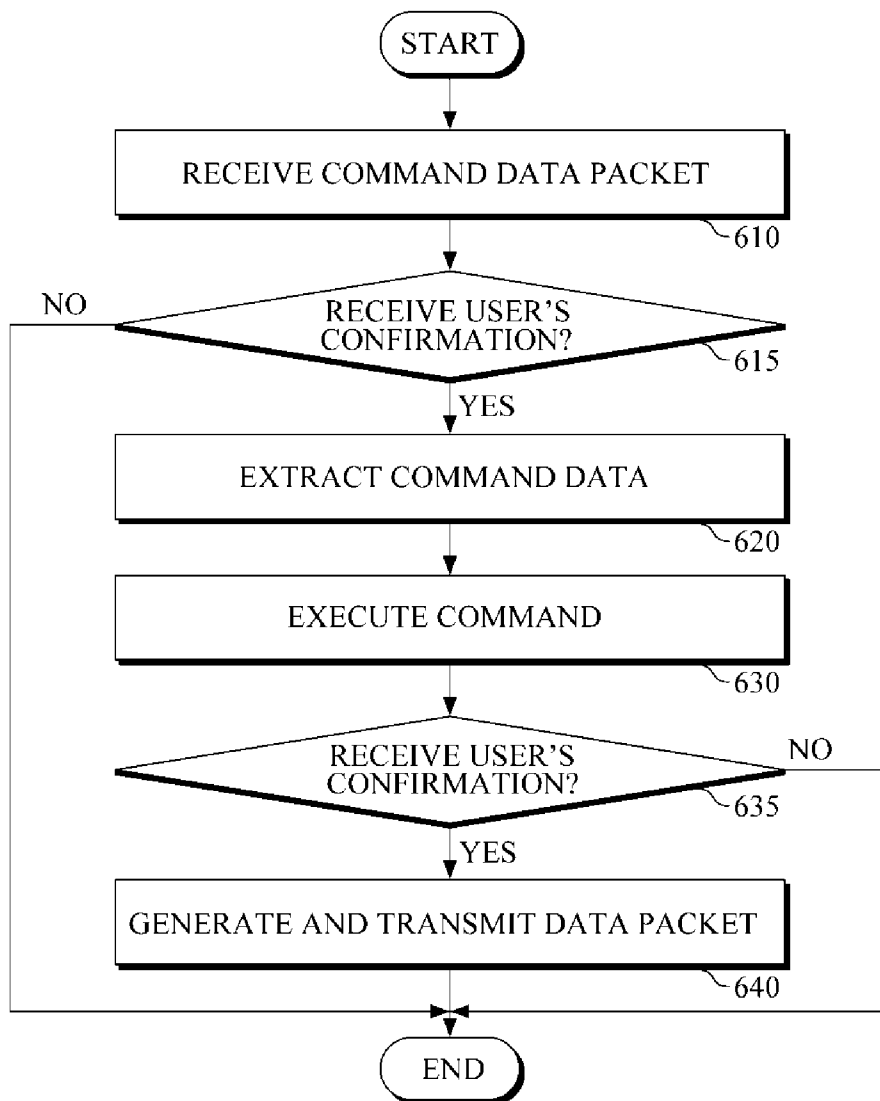 START
RECEIVE COMMAND DATA PACKET
610
NO
RECEIVE USER'S
CONFIRMATION?
615
YES
EXTRACT COMMAND DATA
620
EXECUTE COMMAND
630
RECEIVE USER'S
CONFIRMATION?
NO
635
YES
GENERATE AND TRANSMIT DATA PACKET
640
END